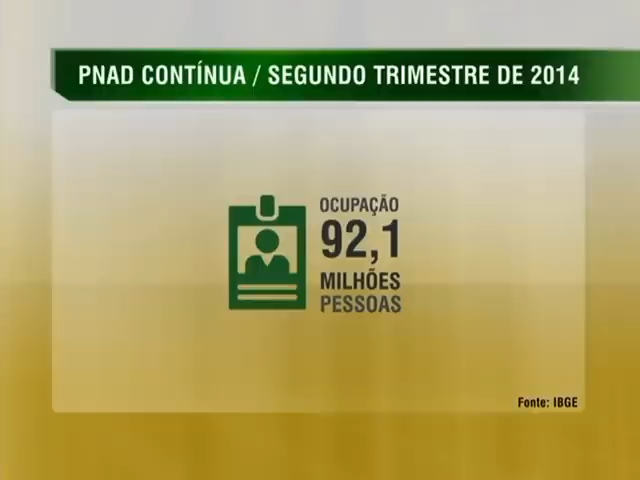 PNAD CONTÍNUA / SEGUNDO TRIMESTRE DE 2014
OCUPAÇÃO
92,1
MILHÕES
PESSOAS
Fonte: IBGE